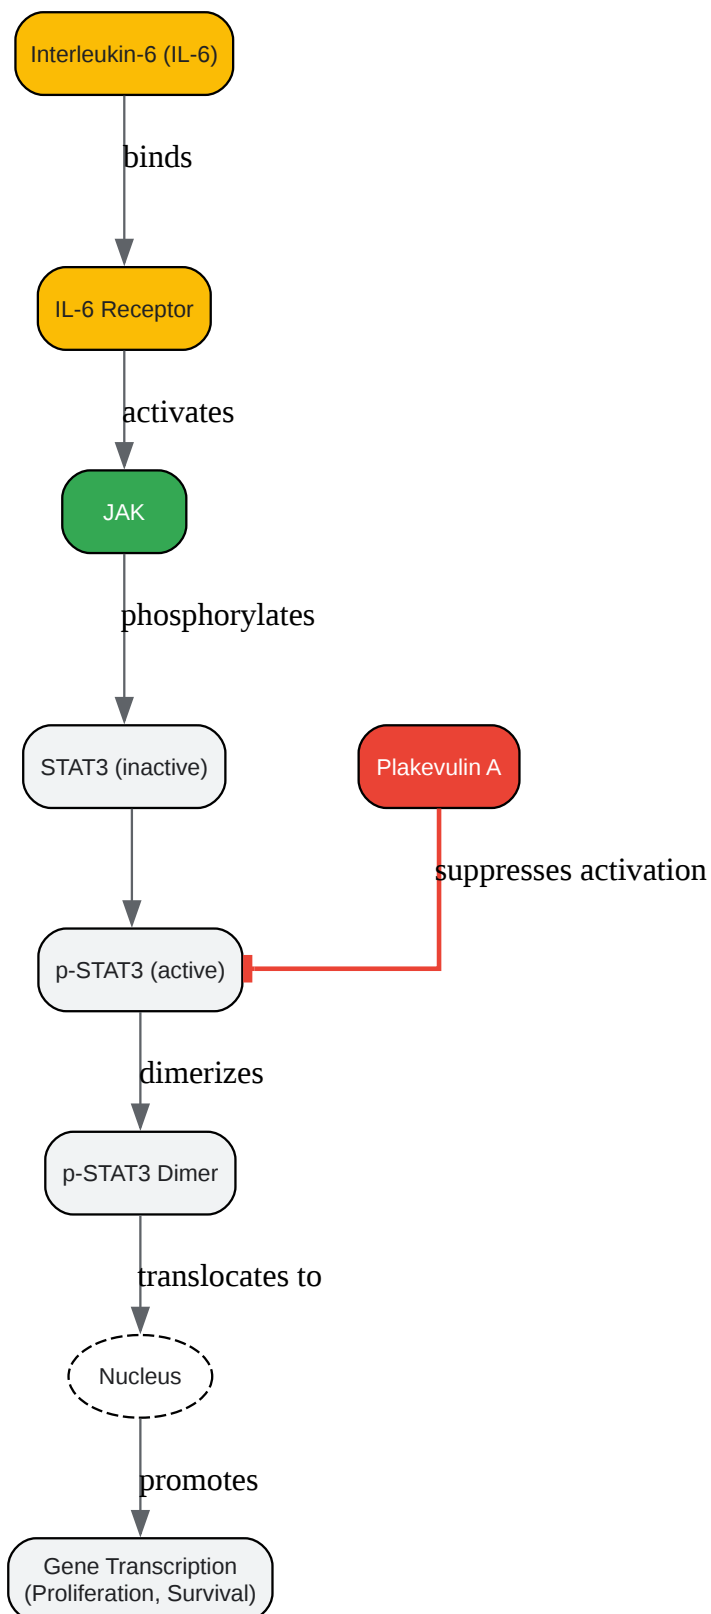 Interleukin-6 (IL-6)
binds
IL-6 Receptor
activates
JAK
phosphorylates
STAT3 (inactive)
Plakevulin A
suppresses activation
p-STAT3 (active)
dimerizes
p-STAT3 Dimer
translocates to
Nucleus
promotes
Gene Transcription
(Proliferation, Survival)